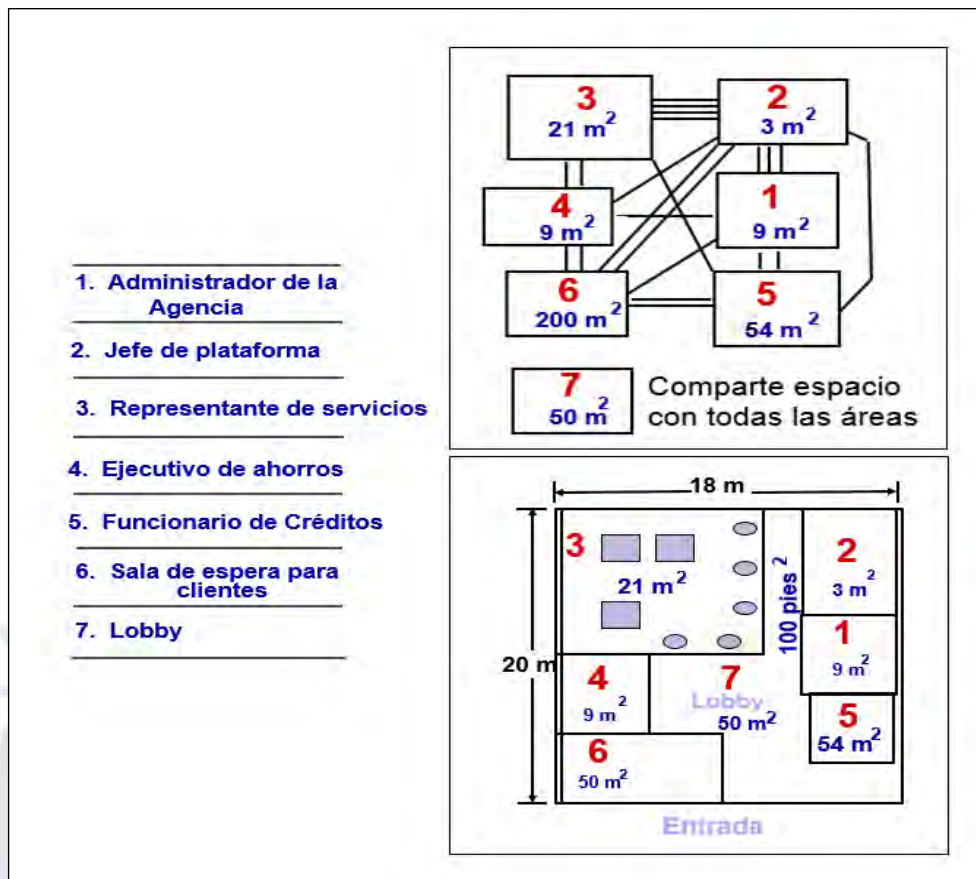 1. Administrador de la
Agencia
2. Jefe de plataforma
3. Representante de servicios
4. Ejecutivo de ahorros
5. Funcionario de Créditos
6. Sala de espera para
clientes
7. Lobby
3
21 m²
2
3 m²
4
9 m²
1
9 m²
6
200 m²
5
54 m²
7
50 m²
Comparte espacio
con todas las áreas
18 m
20 m
3
21 m²
100 pies²
2
3 m²
1
9 m²
4
9 m²
7
Lobby
50 m²
5
54 m²
6
50 m²
Entrada